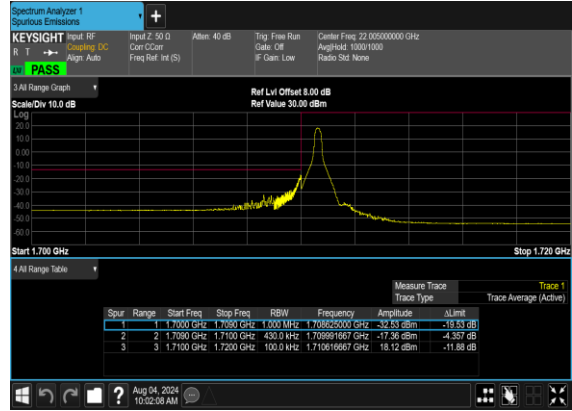 Spectrum Analyzer 1
Spurious Emissions
+
KEYSIGHT Input: RF Input Z: 50 Ω Atten: 40 dB Trig: Free Run Center Freq: 22.005000000 GHz
R T Coupling: DC Corr CCorr Gate: Off Avg|Hold: 1000/1000
Align: Auto Freq Ref: Int (S) IF Gain: Low Radio Std: None
PASS
3 All Range Graph
Ref Lvl Offset 8.00 dB
Scale/Div 10.0 dB Ref Value 30.00 dBm
Log
20.0
10.0
0.00
-10.0
-20.0
-30.0
-40.0
-50.0
-60.0
Start 1.700 GHz Stop 1.720 GHz
4 All Range Table
Measure Trace Trace 1
Trace Type Trace Average (Active)
Spur Range Start Freq Stop Freq RBW Frequency Amplitude ΔLimit
1 1 1.7000 GHz 1.7090 GHz 1.000 MHz 1.708625000 GHz -32.53 dBm -19.53 dB
2 2 1.7090 GHz 1.7100 GHz 430.0 kHz 1.709991667 GHz -17.36 dBm -4.357 dB
3 3 1.7100 GHz 1.7200 GHz 100.0 kHz 1.710616667 GHz 18.12 dBm -11.88 dB
? Aug 04, 2024
10:02:08 AM